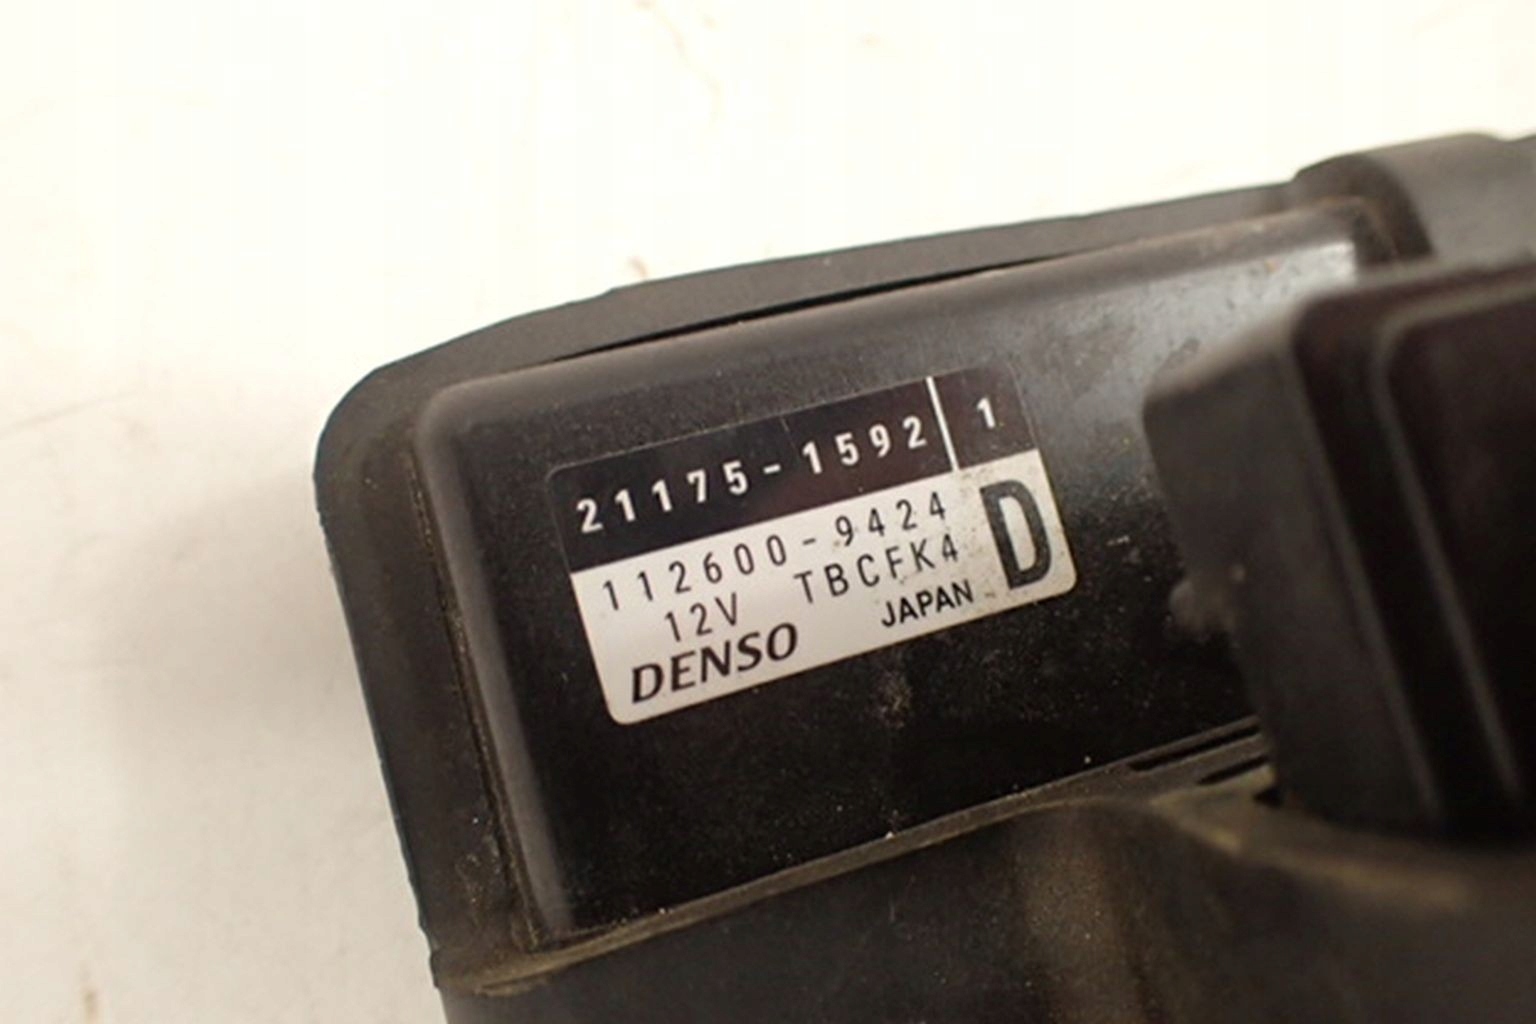 21175-1592 1
112600-9424 D
12V TBCFK4
DENSO JAPAN